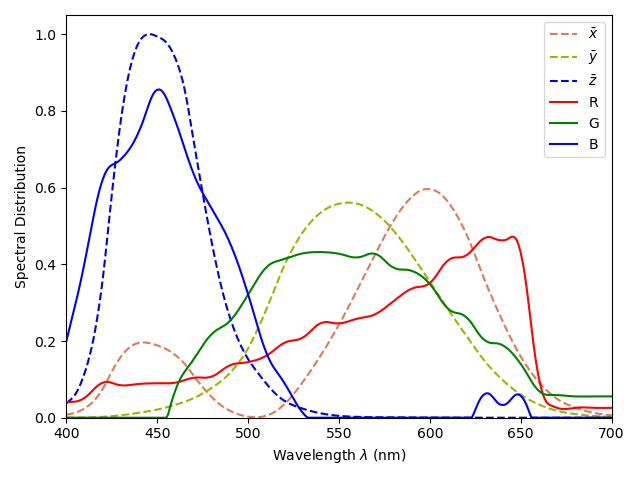 1.0
0.8
0.6
0.4
0.2
0.0
Spectral Distribution
400 450 500 550 600 650 700
Wavelength λ (nm)
x̄
ȳ
z̄
R
G
B